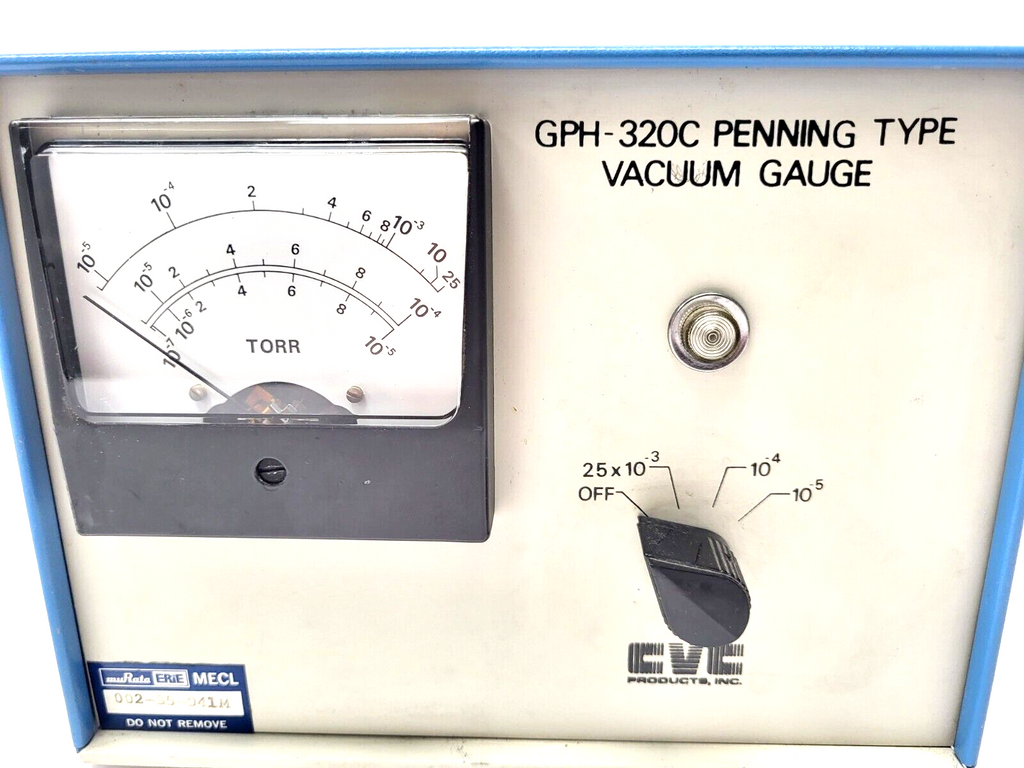 GPH-320C PENNING TYPE
VACUUM GAUGE
10⁻⁵ 10⁻⁴ 2 4 6 8 10⁻³ 10 25
10⁻⁵ 2 4 6 8 10⁻⁴
10⁻⁷ 10⁻⁶ 2 4 6 8 10⁻⁵
TORR
25 x 10⁻³
10⁻⁴
OFF
10⁻⁵
CVC
PRODUCTS, INC.
muRata ERIE MECL
DO NOT REMOVE